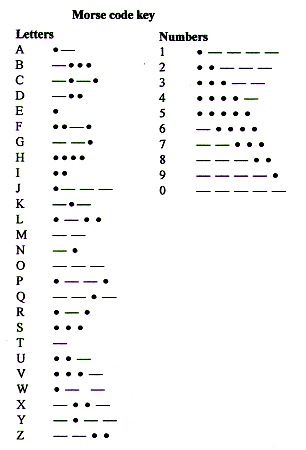 Morse code key
Letters
A •—
B —•••
C —•—•
D —••
E •
F ••—•
G ——•
H ••••
I ••
J •———
K —•—
L •—••
M ——
N —•
O ———
P •——•
Q ——•—
R •—•
S •••
T —
U ••—
V •••—
W •——
X —••—
Y —•——
Z ——••
Numbers
1 •————
2 ••———
3 •••——
4 ••••—
5 •••••
6 —••••
7 ——•••
8 ———••
9 ————•
0 —————